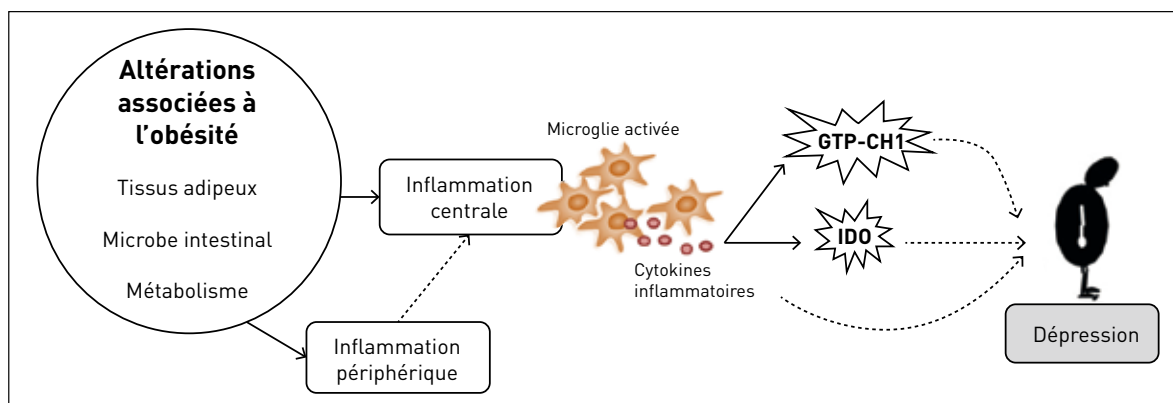 Altérations
associées à
l'obésité
Tissus adipeux
Microbe intestinal
Métabolisme
Inflammation
centrale
Inflammation
périphérique
Microglie activée
Cytokines
inflammatoires
GTP-CH1
IDO
Dépression